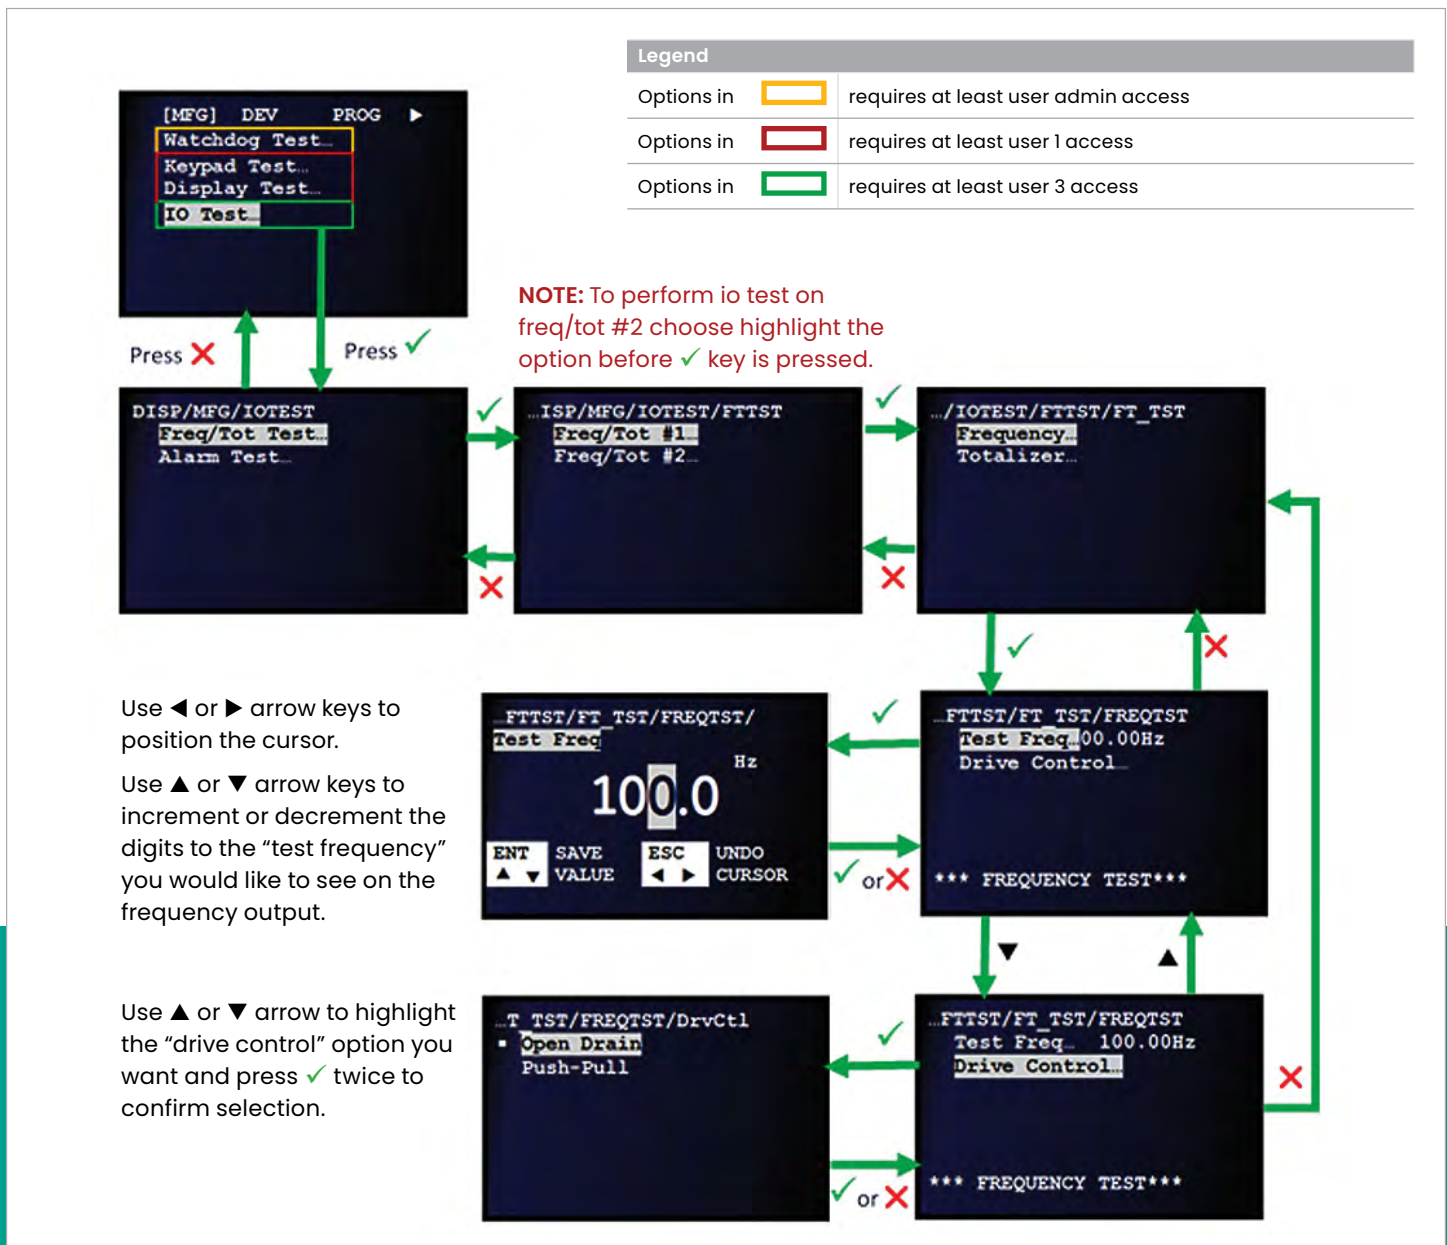 Legend
Options in requires at least user admin access
Options in requires at least user 1 access
Options in requires at least user 3 access
[MFG] DEV PROG ►
Watchdog Test…
Keypad Test…
Display Test…
IO Test…
Press ✕
Press ✓
NOTE: To perform io test on
freq/tot #2 choose highlight the
option before ✓ key is pressed.
DISP/MFG/IOTEST
Freq/Tot Test…
Alarm Test…
…ISP/MFG/IOTEST/FTTST
Freq/Tot #1…
Freq/Tot #2…
…/IOTEST/FTTST/FT_TST
Frequency…
Totalizer…
Use ◀ or ▶ arrow keys to
position the cursor.
Use ▲ or ▼ arrow keys to
increment or decrement the
digits to the “test frequency”
you would like to see on the
frequency output.
…FTTST/FT_TST/FREQTST/
Test Freq
Hz
100.0
ENT SAVE ESC UNDO
▲ ▼ VALUE ◀ ▶ CURSOR
✓ or ✕
…FTTST/FT_TST/FREQTST
Test Freq…00.00Hz
Drive Control…
*** FREQUENCY TEST***
Use ▲ or ▼ arrow to highlight
the “drive control” option you
want and press ✓ twice to
confirm selection.
…T_TST/FREQTST/DrvCtl
Open Drain
Push-Pull
✓ or ✕
…FTTST/FT_TST/FREQTST
Test Freq… 100.00Hz
Drive Control…
*** FREQUENCY TEST***